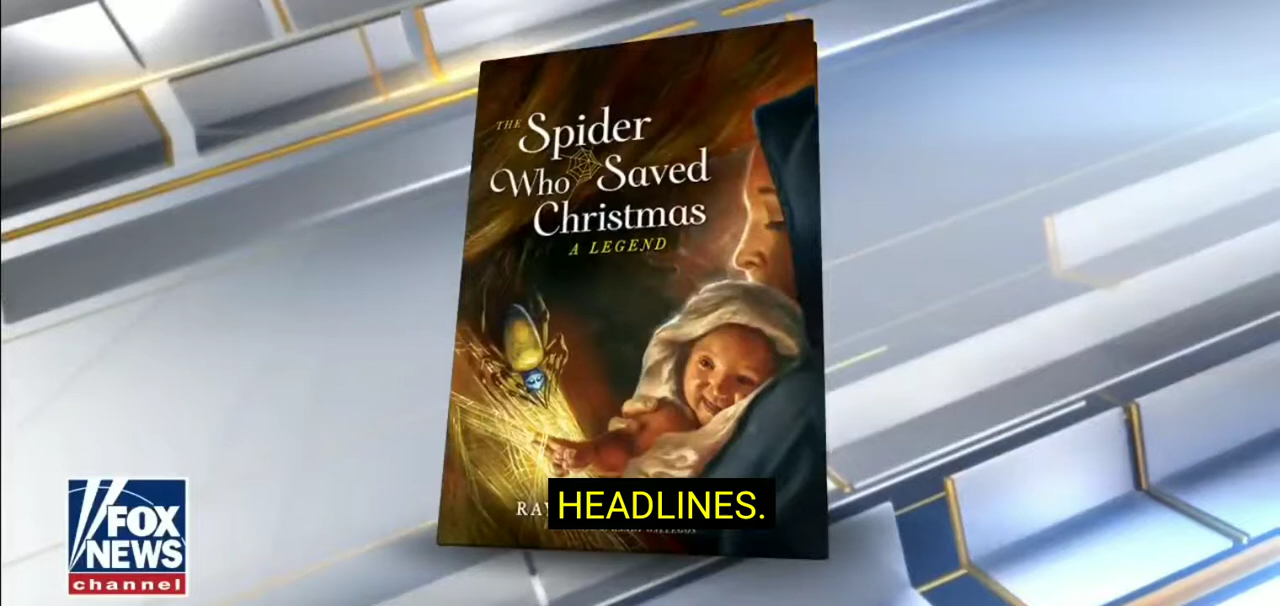 THE Spider
Who Saved
Christmas
A LEGEND
HEADLINES.
FOX
NEWS
channel